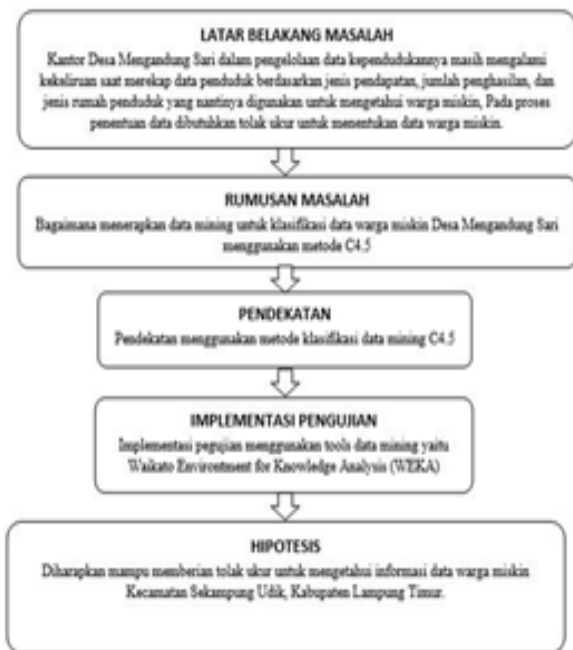 LATAR BELAKANG MASALAH
Kantor Desa Mengandung Sari dalam pengelolaan data kependudukannya masih mengalami
kekeliruan saat merekap data penduduk berdasarkan jenis pendapatan, jumlah penghasilan, dan
jenis rumah penduduk yang nantinya digunakan untuk mengetahui warga miskin, Pada proses
penentuan data dibutuhkan tolak ukur untuk menentukan data warga miskin.
RUMUSAN MASALAH
Bagaimana menerapkan data mining untuk klasifikasi data warga miskin Desa Mengandung Sari
menggunakan metode C4.5
PENDEKATAN
Pendekatan menggunakan metode klasifikasi data mining C4.5
IMPLEMENTASI PENGUJIAN
Implementasi pegujian menggunakan tools data mining yaitu
Waikato Environtment for Knowledge Analysis (WEKA)
HIPOTESIS
Diharapkan mampu memberian tolak ukur untuk mengetahui informasi data warga miskin
Kecamatan Sekampung Udik, Kabupaten Lampung Timur.